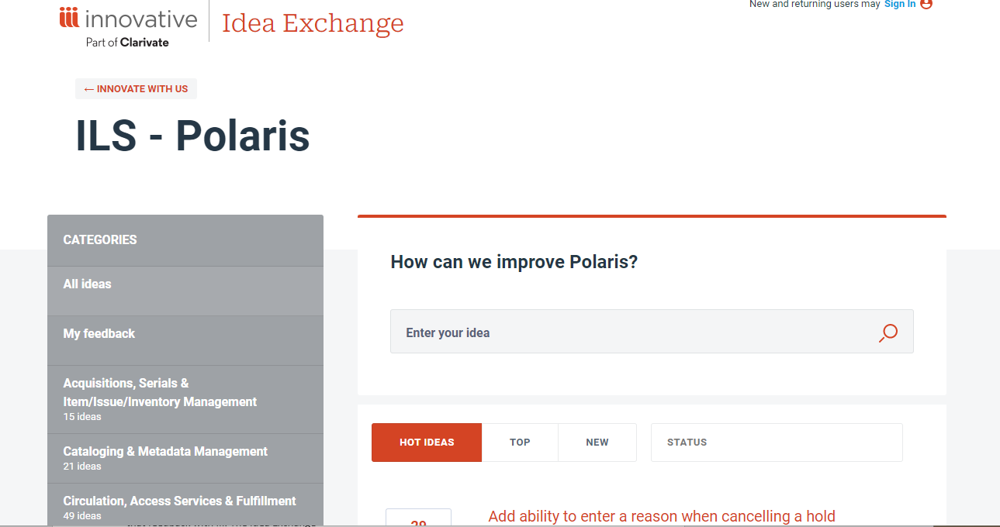 innovative
Part of Clarivate
Idea Exchange
New and returning users may Sign In
← INNOVATE WITH US
ILS - Polaris
CATEGORIES
All ideas
My feedback
Acquisitions, Serials &
Item/Issue/Inventory Management
15 ideas
Cataloging & Metadata Management
21 ideas
Circulation, Access Services & Fulfillment
49 ideas
How can we improve Polaris?
Enter your idea
HOT IDEAS
TOP
NEW
STATUS
Add ability to enter a reason when cancelling a hold